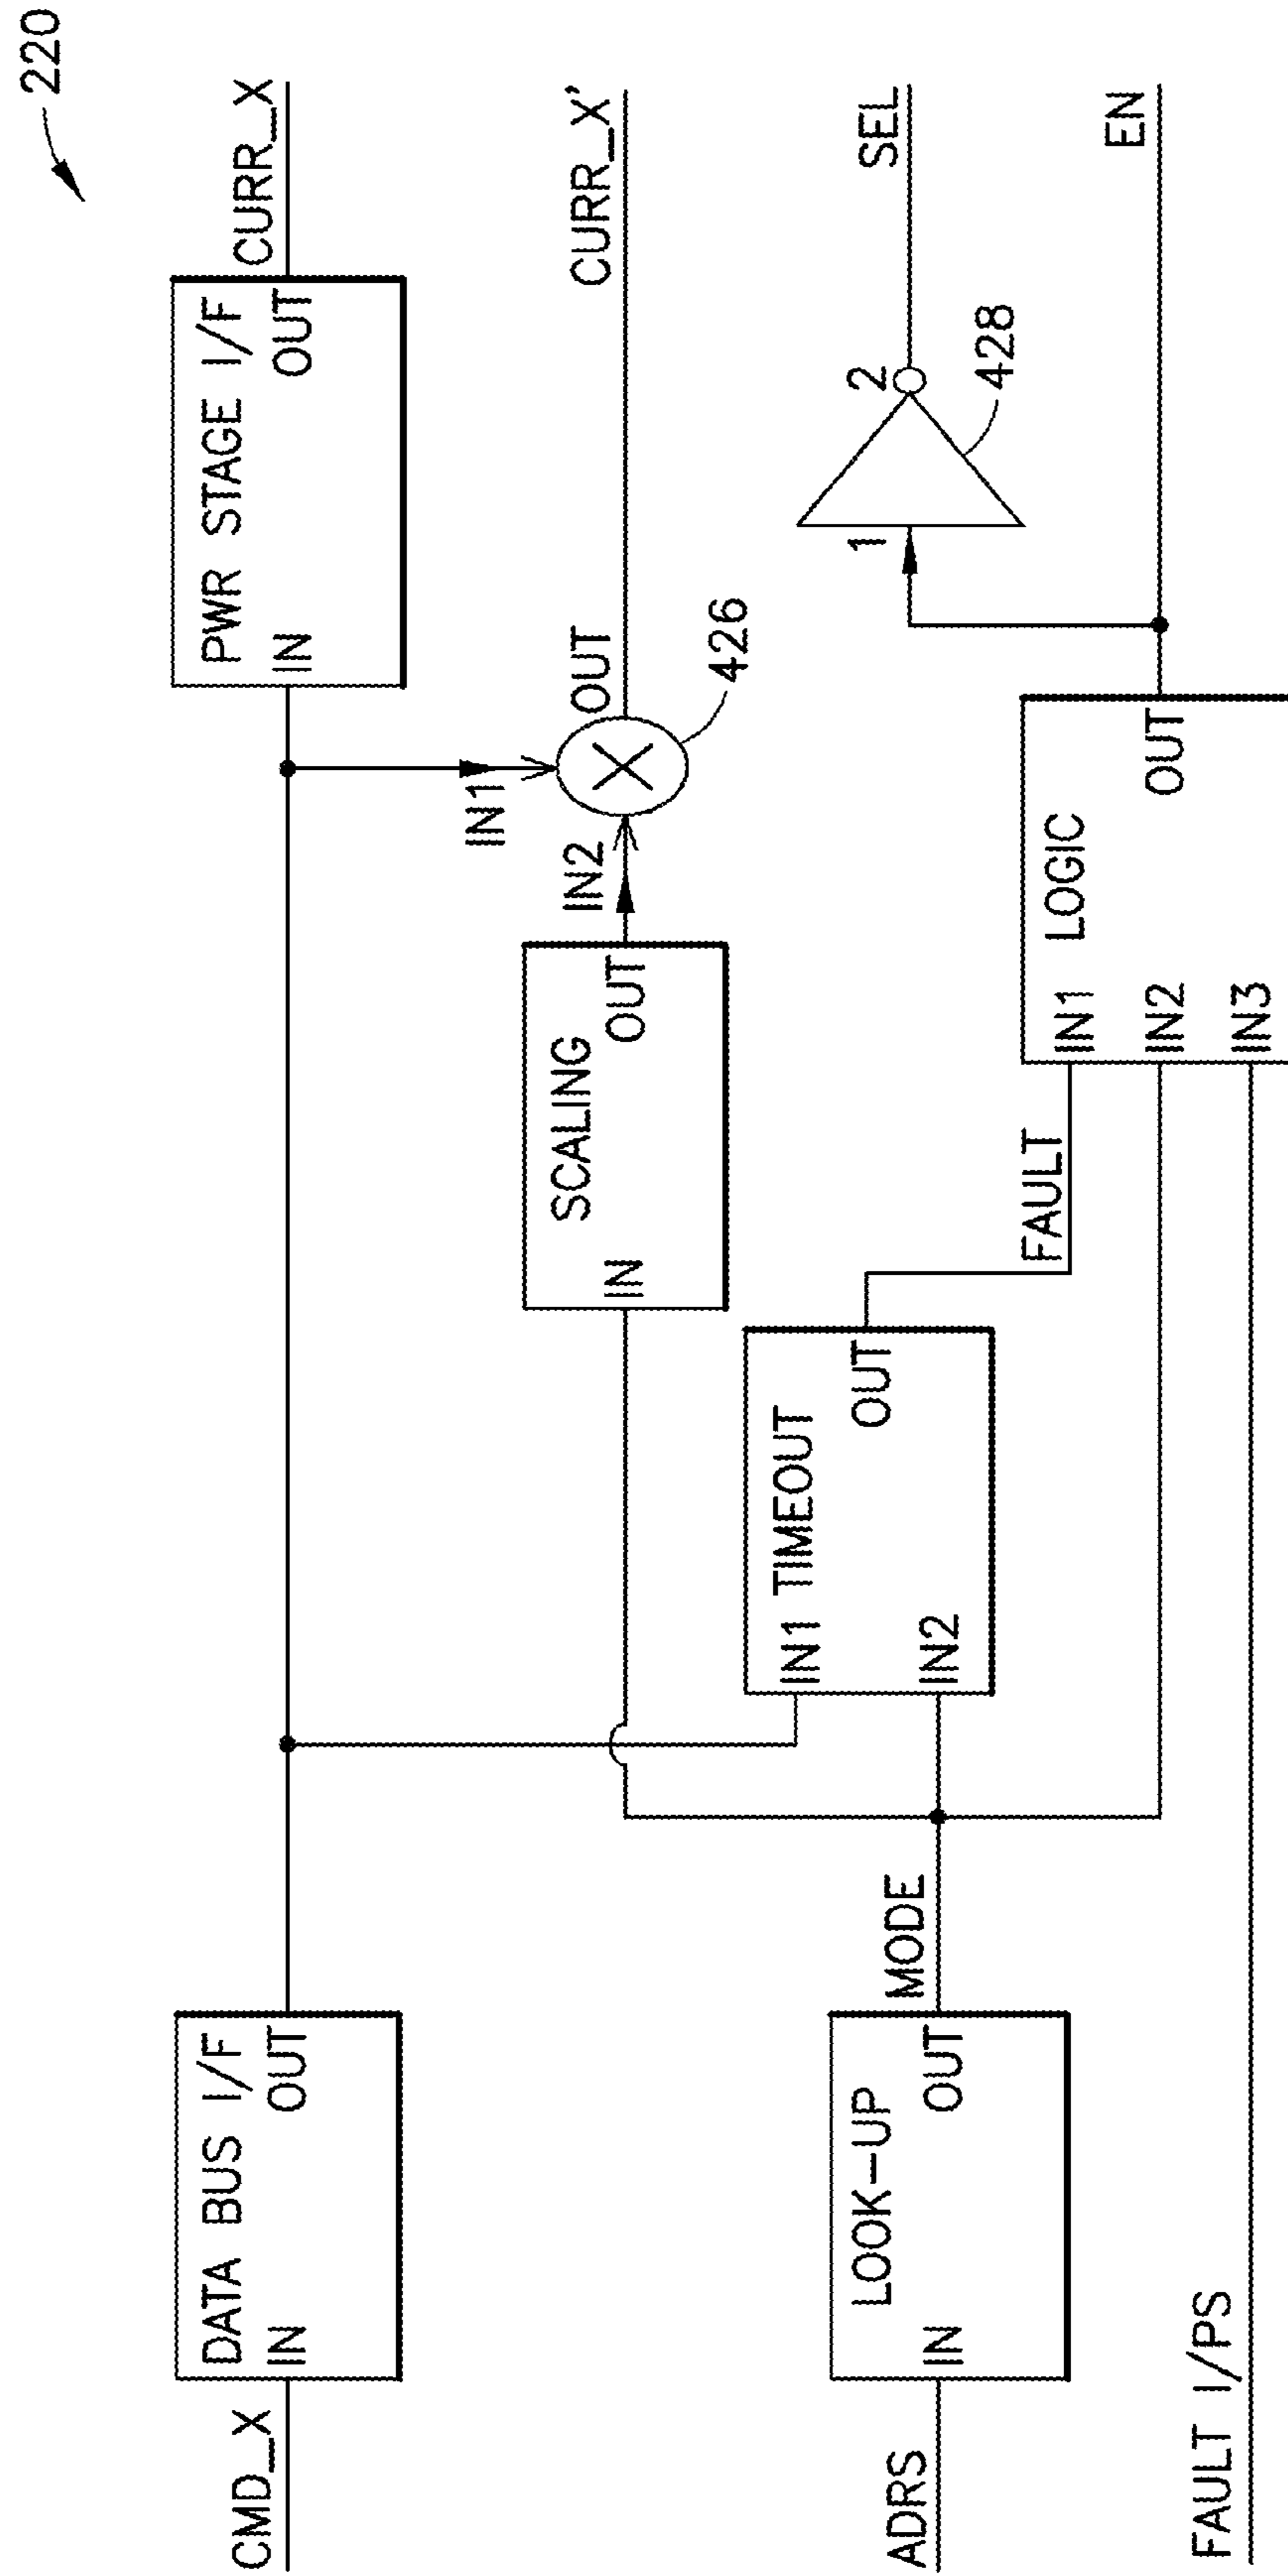 220
CMD_X
DATA BUS I/F
IN
OUT
PWR STAGE I/F
IN
OUT
CURR_X
IN1
IN2
OUT
CURR_X'
426
SCALING
IN
OUT
IN1 TIMEOUT
IN2
OUT
FAULT
1
2
428
SEL
ADRS
LOOK-UP
IN
OUT
MODE
LOGIC
IN1
IN2
IN3
OUT
EN
FAULT I/PS